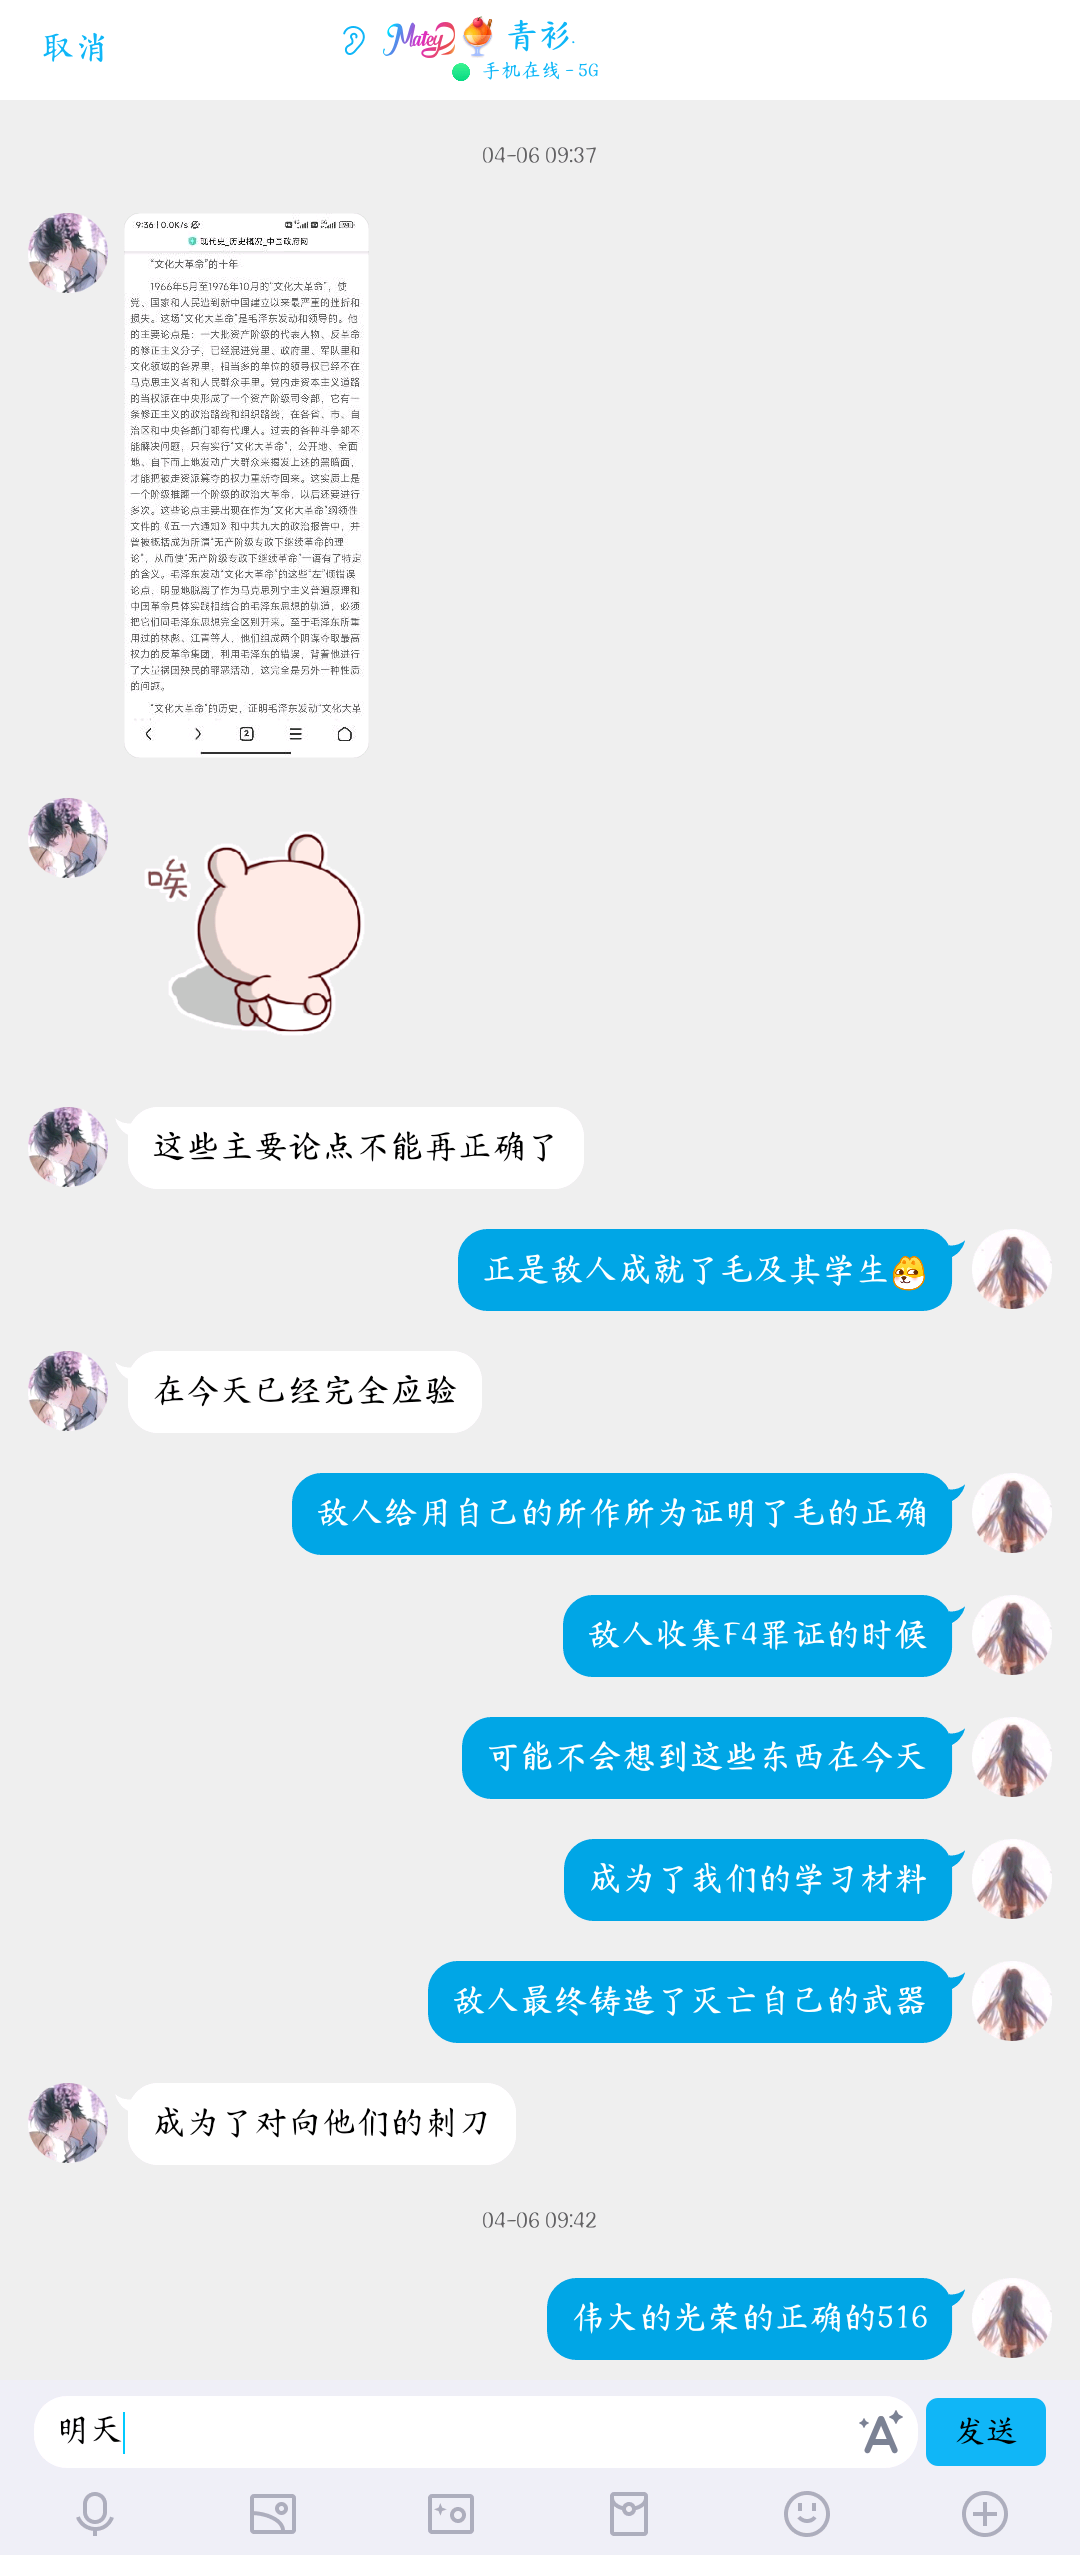 取消
Matey
青衫.
手机在线 - 5G
04-06 09:37
9:36 | 0.0K/s
现代史_历史概况_中国政府网
“文化大革命”的十年
1966年5月至1976年10月的“文化大革命”，使
党、国家和人民遭到新中国建立以来最严重的挫折和
损失。这场“文化大革命”是毛泽东发动和领导的。他
的主要论点是：一大批资产阶级的代表人物、反革命
的修正主义分子，已经混进党里、政府里、军队里和
文化领域的各界里，相当多的单位的领导权已经不在
马克思主义者和人民群众手里。党内走资本主义道路
的当权派在中央形成了一个资产阶级司令部，它有一
条修正主义的政治路线和组织路线，在各省、市、自
治区和中央各部门都有代理人。过去的各种斗争都不
能解决问题，只有实行“文化大革命”，公开地、全面
地、自下而上地发动广大群众来揭发上述的黑暗面，
才能把被走资派篡夺的权力重新夺回来。这实质上是
一个阶级推翻一个阶级的政治大革命，以后还要进行
多次。这些论点主要出现在作为“文化大革命”纲领性
文件的《五一六通知》和中共九大的政治报告中，并
曾被概括成为所谓“无产阶级专政下继续革命的理
论”，从而使“无产阶级专政下继续革命”一语有了特定
的含义。毛泽东发动“文化大革命”的这些“左”倾错误
论点，明显地脱离了作为马克思列宁主义普遍原理和
中国革命具体实践相结合的毛泽东思想的轨道，必须
把它们同毛泽东思想完全区别开来。至于毛泽东所重
用过的林彪、江青等人，他们组成两个阴谋夺取最高
权力的反革命集团，利用毛泽东的错误，背着他进行
了大量祸国殃民的罪恶活动，这完全是另外一种性质
的问题。
“文化大革命”的历史，证明毛泽东发动“文化大革
2
唉
这些主要论点不能再正确了
正是敌人成就了毛及其学生
在今天已经完全应验
敌人给用自己的所作所为证明了毛的正确
敌人收集F4罪证的时候
可能不会想到这些东西在今天
成为了我们的学习材料
敌人最终铸造了灭亡自己的武器
成为了对向他们的刺刀
04-06 09:42
伟大的光荣的正确的516
明天
A
发送